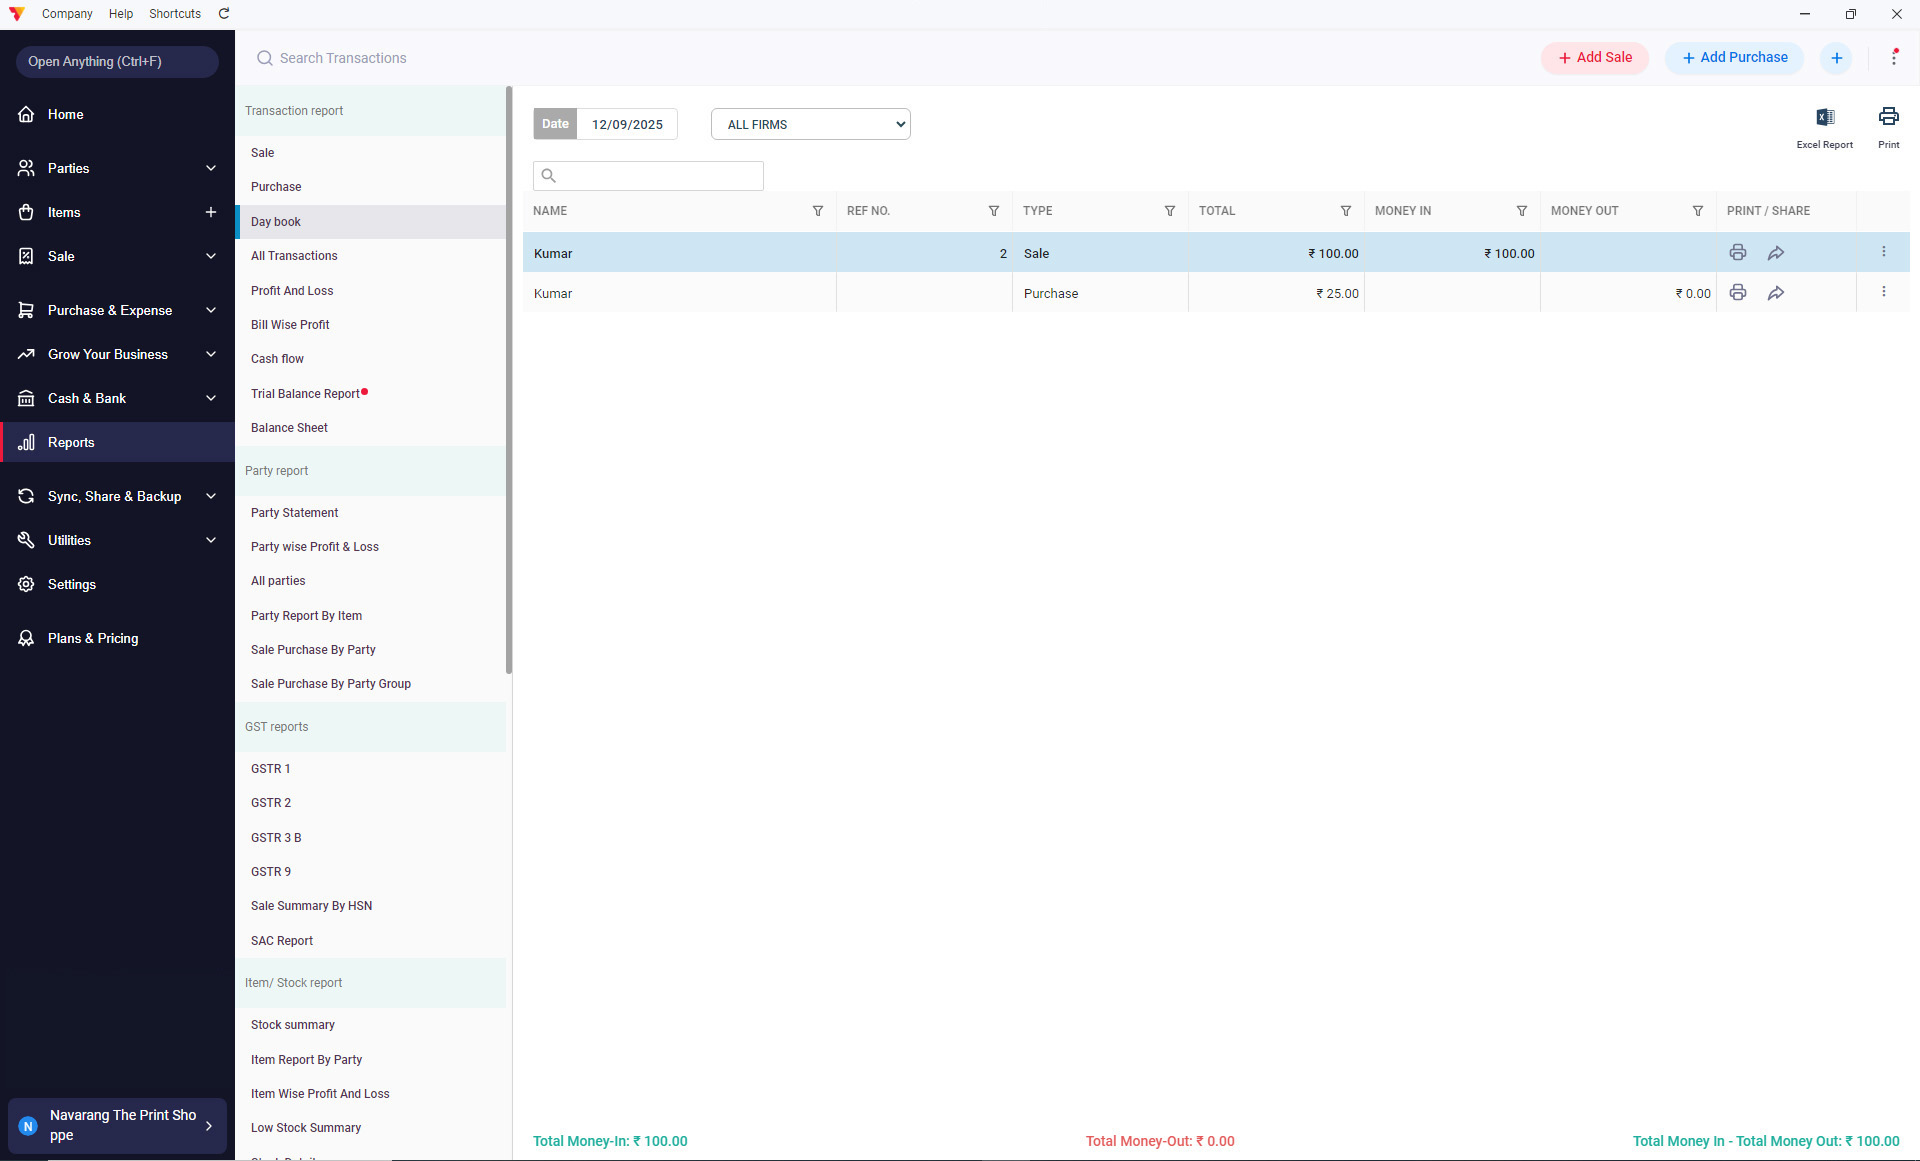 Company Help Shortcuts
Open Anything (Ctrl+F)
Home
Parties
Items
Sale
Purchase & Expense
Grow Your Business
Cash & Bank
Reports
Sync, Share & Backup
Utilities
Settings
Plans & Pricing
N
Navarang The Print Sho
ppe
Search Transactions
+ Add Sale
+ Add Purchase
+
Transaction report
Sale
Purchase
Day book
All Transactions
Profit And Loss
Bill Wise Profit
Cash flow
Trial Balance Report
Balance Sheet
Party report
Party Statement
Party wise Profit & Loss
All parties
Party Report By Item
Sale Purchase By Party
Sale Purchase By Party Group
GST reports
GSTR 1
GSTR 2
GSTR 3 B
GSTR 9
Sale Summary By HSN
SAC Report
Item/ Stock report
Stock summary
Item Report By Party
Item Wise Profit And Loss
Low Stock Summary
Date 12/09/2025 ALL FIRMS
Excel Report Print
NAME REF NO. TYPE TOTAL MONEY IN MONEY OUT PRINT / SHARE
Kumar 2 Sale ₹ 100.00 ₹ 100.00
Kumar Purchase ₹ 25.00 ₹ 0.00
Total Money-In: ₹ 100.00 Total Money-Out: ₹ 0.00 Total Money In - Total Money Out: ₹ 100.00